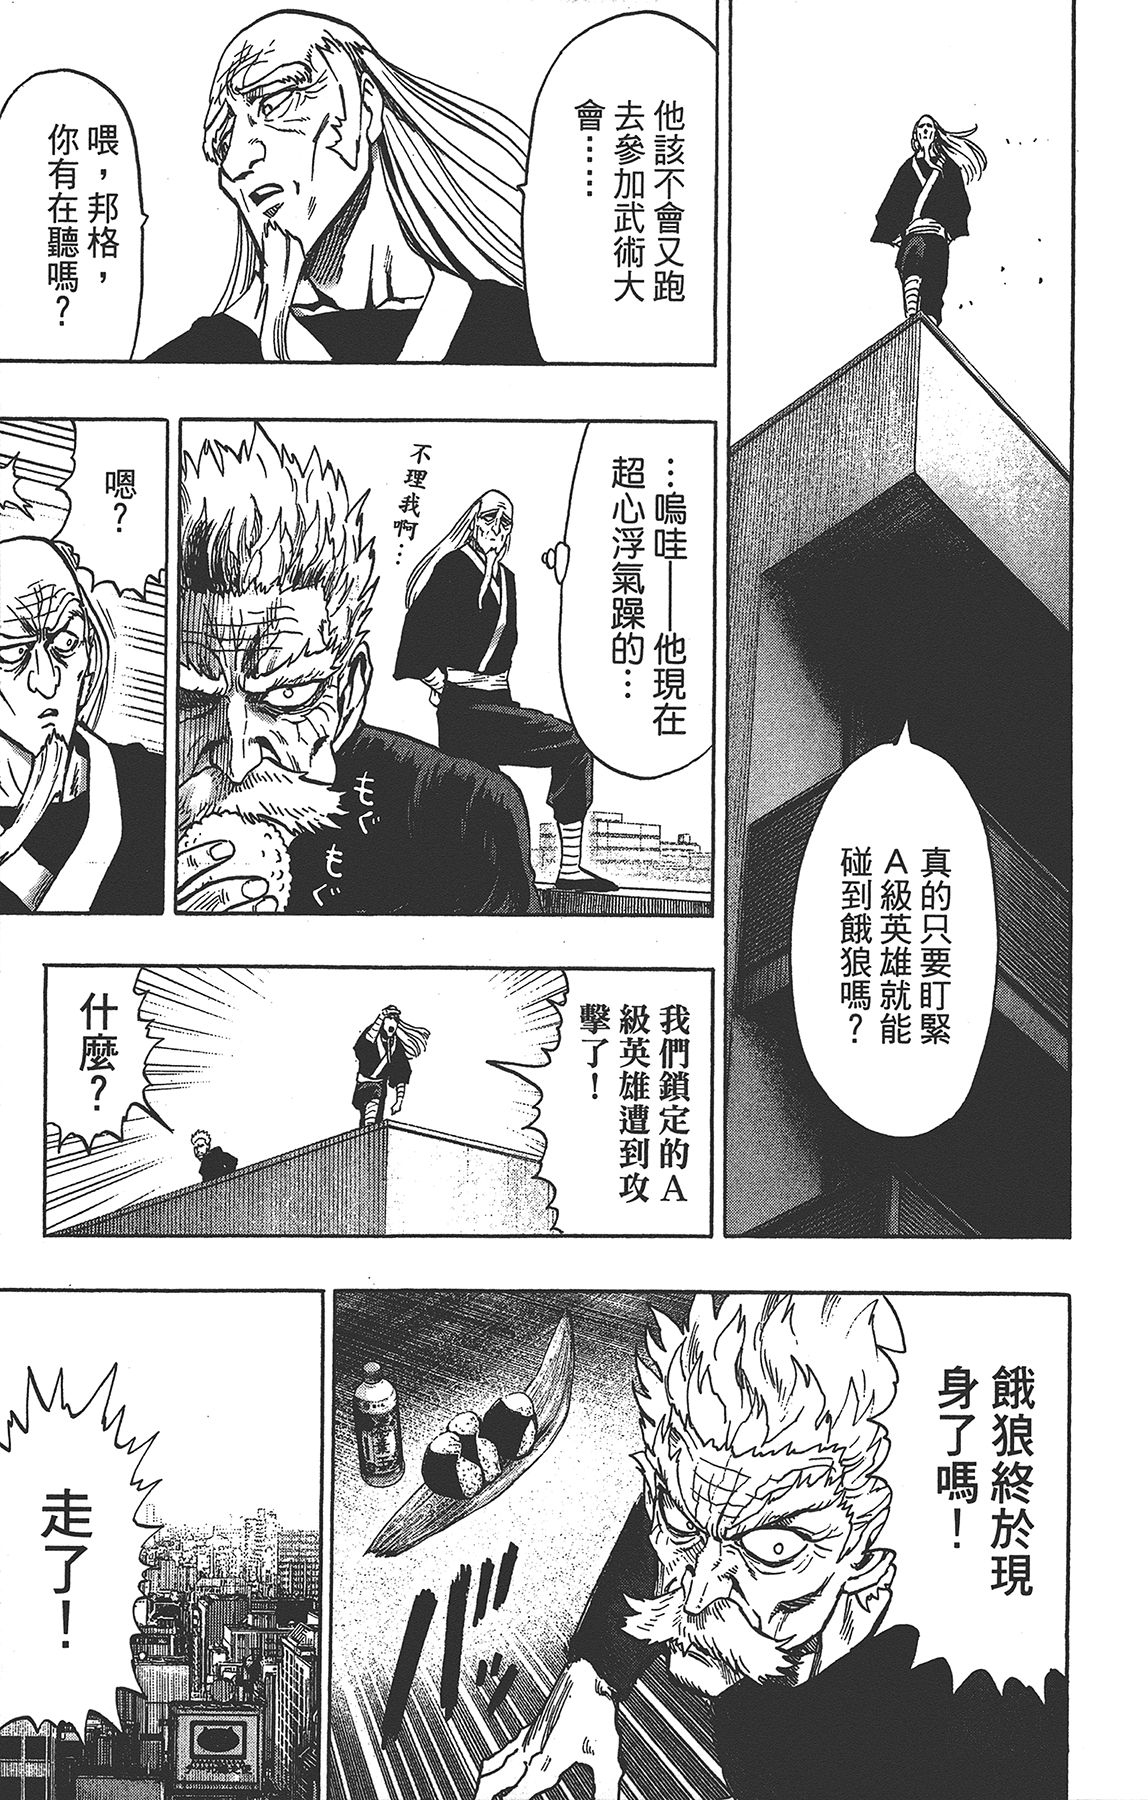 真的只要盯緊
A級英雄就能
碰到餓狼嗎？
他該不會又跑
去參加武術大
會……
喂，邦格，
你有在聽嗎？
…嗚哇——他現在
超心浮氣躁的…
不理我啊…
もぐ
もぐ
嗯？
我們鎖定的A
級英雄遭到攻
擊了！
什麼？
餓狼終於現
身了嗎！
バッ
走了！